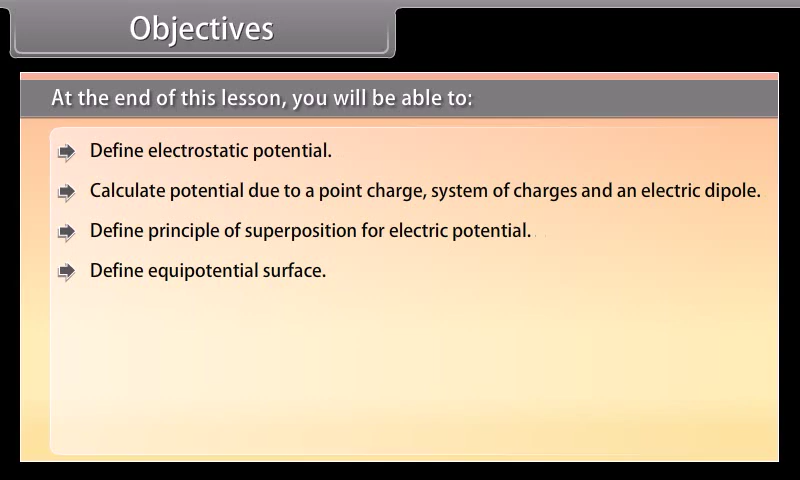 Objectives
At the end of this lesson, you will be able to:
Define electrostatic potential.
Calculate potential due to a point charge, system of charges and an electric dipole.
Define principle of superposition for electric potential.
Define equipotential surface.